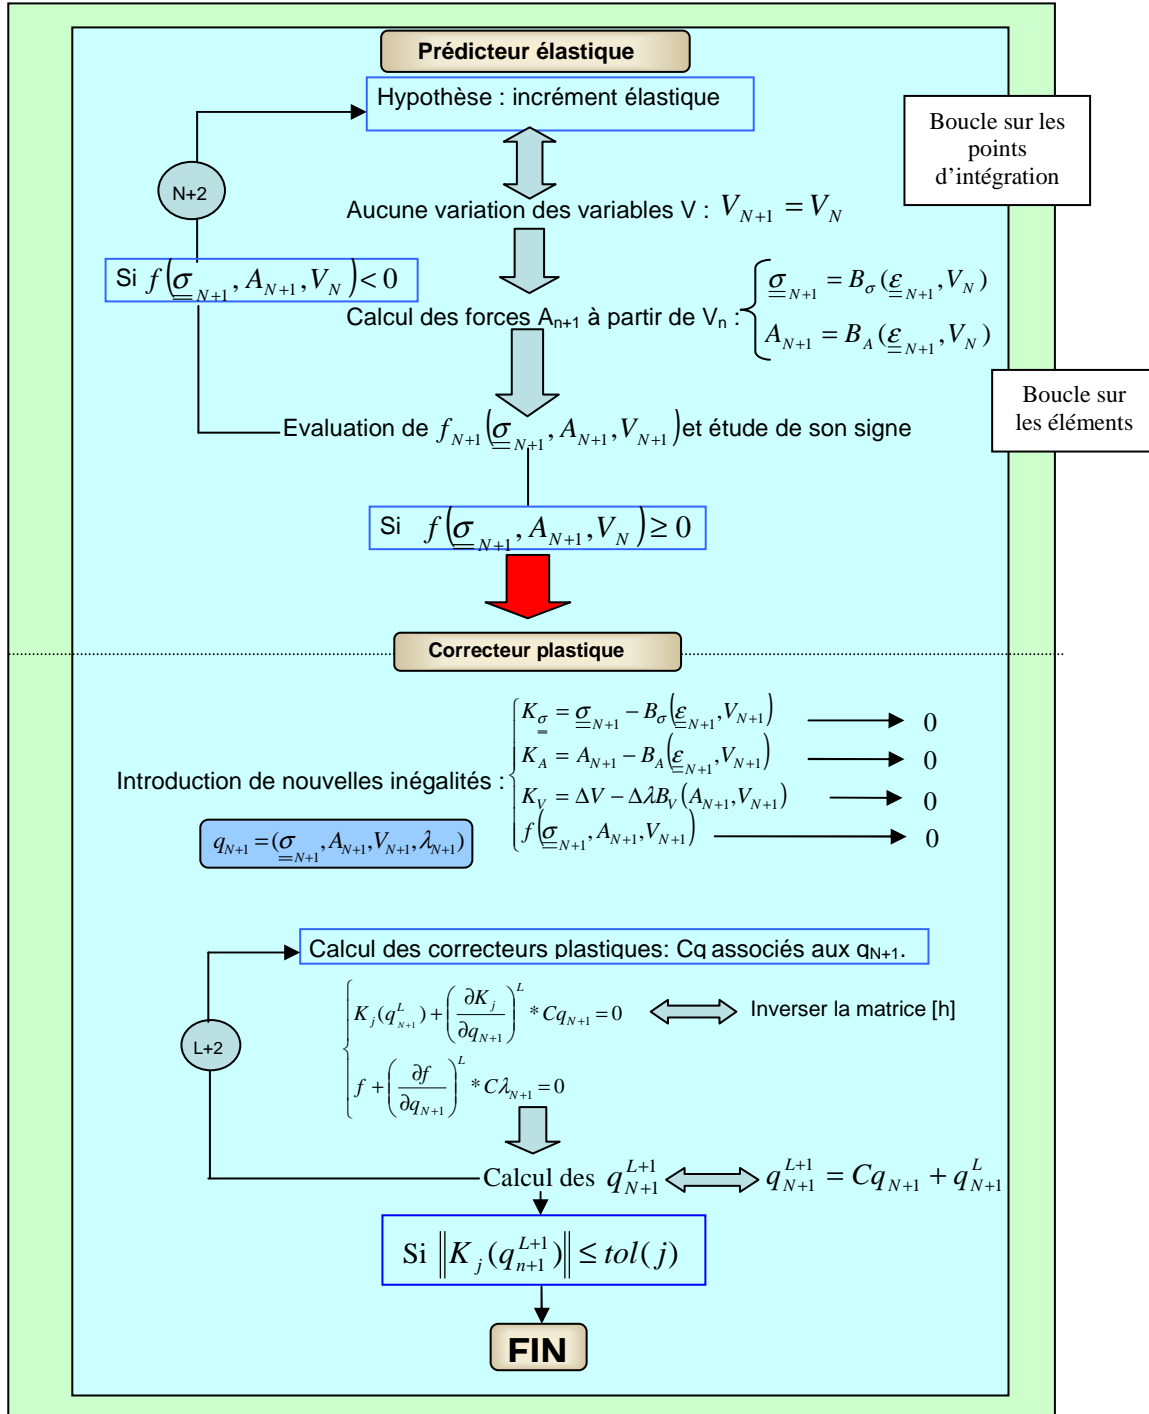 Prédicteur élastique
Hypothèse : incrément élastique
Boucle sur les
points
d'intégration
N+2
Aucune variation des variables V : V_{N+1} = V_N
Si f(σ_{N+1}, A_{N+1}, V_N) < 0
Calcul des forces A_{n+1} à partir de V_n : { σ_{N+1} = B_σ(ε_{N+1}, V_N)
A_{N+1} = B_A(ε_{N+1}, V_N)
Boucle sur
les éléments
Evaluation de f_{N+1}(σ_{N+1}, A_{N+1}, V_{N+1}) et étude de son signe
Si f(σ_{N+1}, A_{N+1}, V_N) ≥ 0
Correcteur plastique
Introduction de nouvelles inégalités :
K_σ = σ_{N+1} − B_σ(ε_{N+1}, V_{N+1}) → 0
K_A = A_{N+1} − B_A(ε_{N+1}, V_{N+1}) → 0
K_V = ΔV − ΔλB_V(A_{N+1}, V_{N+1}) → 0
f(σ_{N+1}, A_{N+1}, V_{N+1}) → 0
q_{N+1} = (σ_{N+1}, A_{N+1}, V_{N+1}, λ_{N+1})
Calcul des correcteurs plastiques: Cq associés aux q_{N+1}.
K_j(q_{N+1}^L) + (∂K_j/∂q_{N+1})^L * Cq_{N+1} = 0
Inverser la matrice [h]
L+2
f + (∂f/∂q_{N+1})^L * Cλ_{N+1} = 0
Calcul des q_{N+1}^{L+1} ⇔ q_{N+1}^{L+1} = Cq_{N+1} + q_{N+1}^L
Si ‖K_j(q_{n+1}^{L+1})‖ ≤ tol(j)
FIN